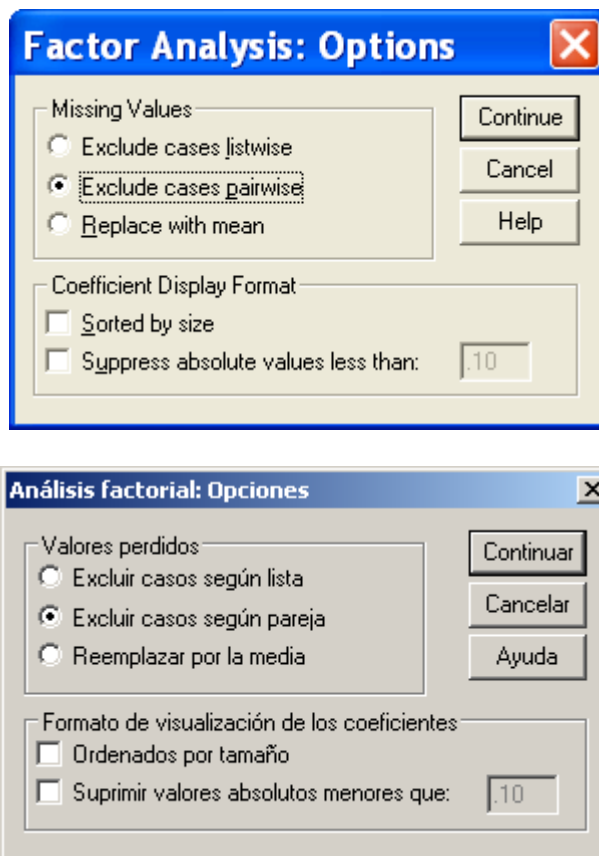 Factor Analysis: Options
Missing Values
Exclude cases listwise
Exclude cases pairwise
Replace with mean
Continue
Cancel
Help
Coefficient Display Format
Sorted by size
Suppress absolute values less than: .10
Análisis factorial: Opciones
Valores perdidos
Excluir casos según lista
Excluir casos según pareja
Reemplazar por la media
Continuar
Cancelar
Ayuda
Formato de visualización de los coeficientes
Ordenados por tamaño
Suprimir valores absolutos menores que: .10